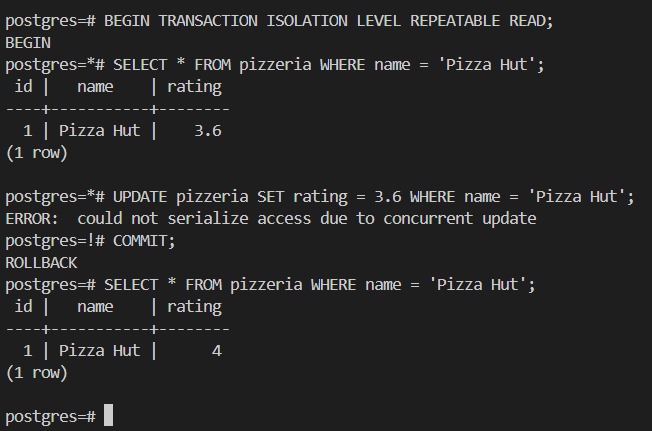 postgres=# BEGIN TRANSACTION ISOLATION LEVEL REPEATABLE READ;
BEGIN
postgres=*# SELECT * FROM pizzeria WHERE name = 'Pizza Hut';
 id |   name    | rating
----+-----------+--------
  1 | Pizza Hut |    3.6
(1 row)

postgres=*# UPDATE pizzeria SET rating = 3.6 WHERE name = 'Pizza Hut';
ERROR:  could not serialize access due to concurrent update
postgres=!# COMMIT;
ROLLBACK
postgres=# SELECT * FROM pizzeria WHERE name = 'Pizza Hut';
 id |   name    | rating
----+-----------+--------
  1 | Pizza Hut |      4
(1 row)

postgres=#